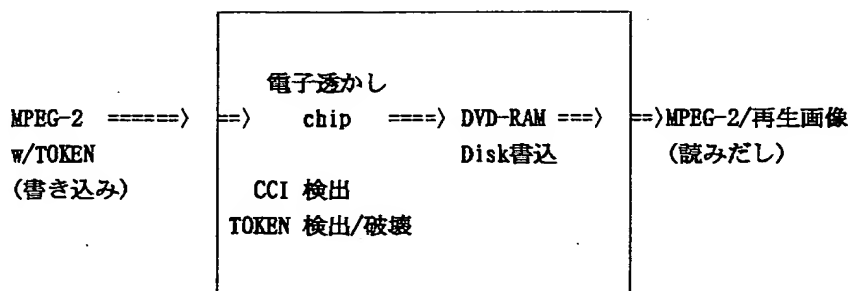 電子透かし
MPEG-2 ======〉 ==〉 chip ====〉 DVD-RAM ===〉 ==〉MPEG-2/再生画像
w/TOKEN Disk書込 (読みだし)
(書き込み) CCI 検出
TOKEN 検出/破壊